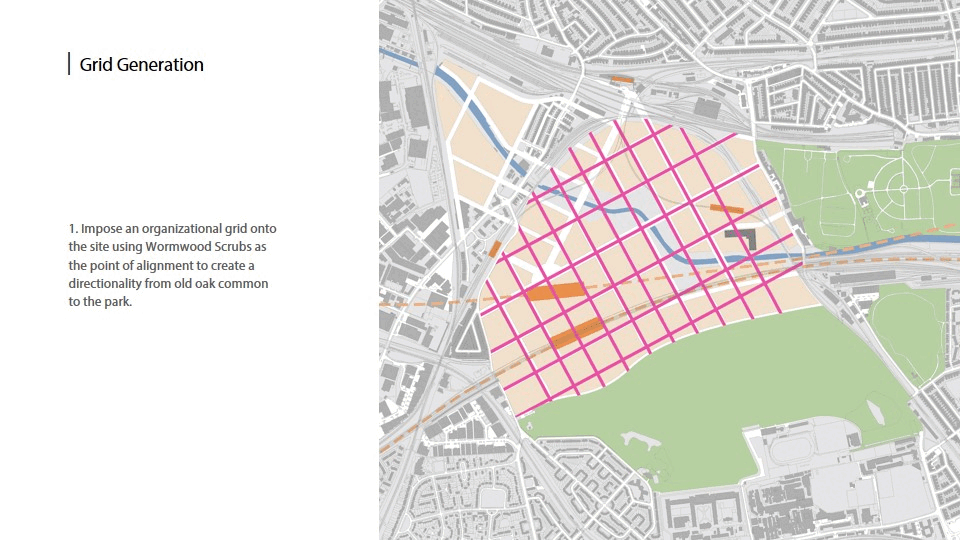 Grid Generation
1. Impose an organizational grid onto
the site using Wormwood Scrubs as
the point of alignment to create a
directionality from old oak common
to the park.